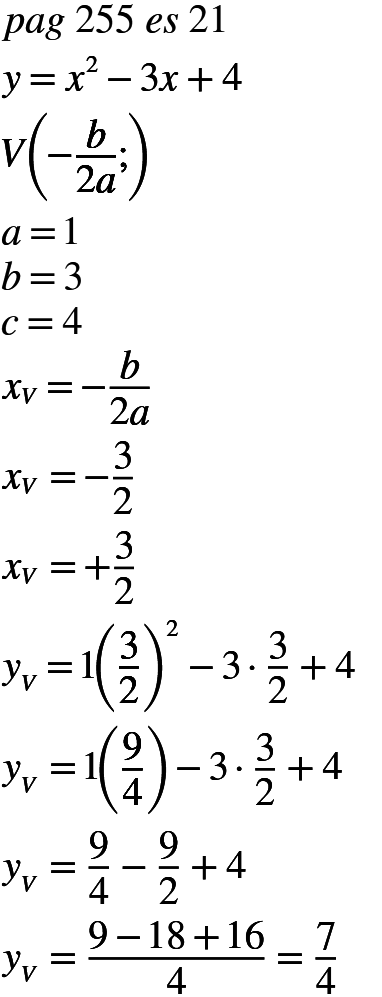 pag 255 es 21
y = x² − 3x + 4
V(−b/2a;)
a = 1
b = 3
c = 4
x_V = −b/2a
x_V = −3/2
x_V = +3/2
y_V = 1(3/2)² − 3 · 3/2 + 4
y_V = 1(9/4) − 3 · 3/2 + 4
y_V = 9/4 − 9/2 + 4
y_V = (9 − 18 + 16)/4 = 7/4